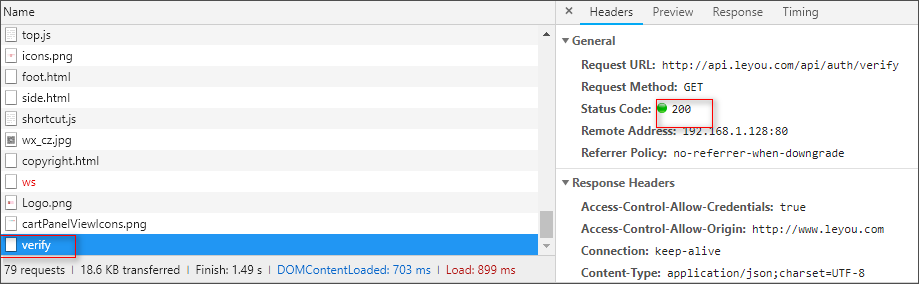 Name
top.js
icons.png
foot.html
side.html
shortcut.js
wx_cz.jpg
copyright.html
ws
Logo.png
cartPanelViewIcons.png
verify
79 requests | 18.6 KB transferred | Finish: 1.49 s | DOMContentLoaded: 703 ms | Load: 899 ms
× Headers Preview Response Timing
▼ General
Request URL: http://api.leyou.com/api/auth/verify
Request Method: GET
Status Code: 200
Remote Address: 192.168.1.128:80
Referrer Policy: no-referrer-when-downgrade
▼ Response Headers
Access-Control-Allow-Credentials: true
Access-Control-Allow-Origin: http://www.leyou.com
Connection: keep-alive
Content-Type: application/json;charset=UTF-8